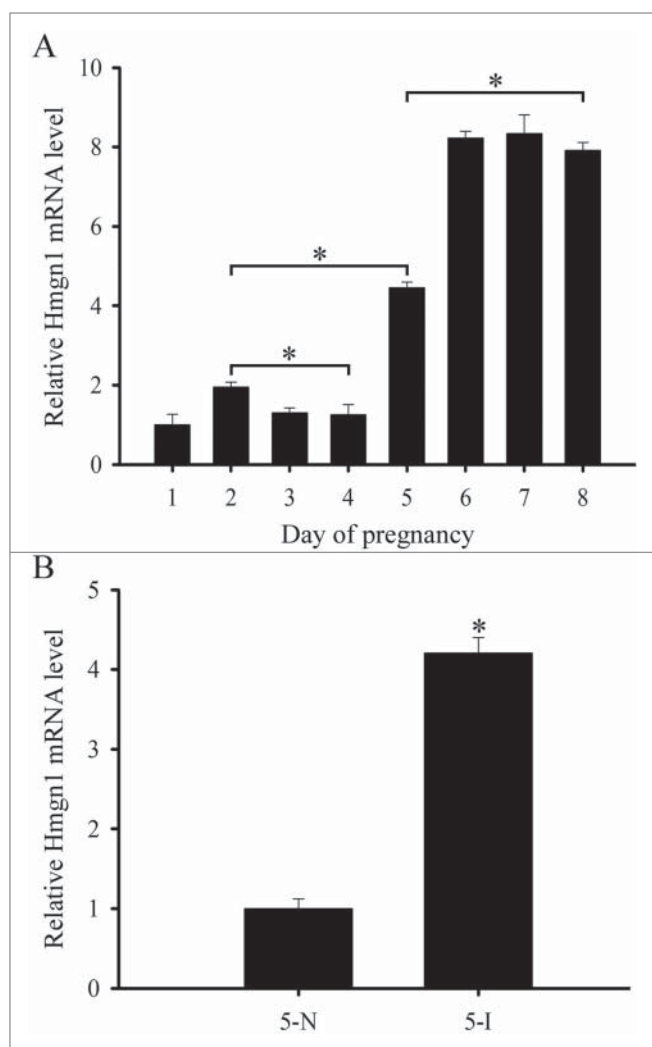 A
Relative Hmgn1 mRNA level
10
8
6
4
2
0
*
*
*
1 2 3 4 5 6 7 8
Day of pregnancy
B
Relative Hmgn1 mRNA level
5
4
3
2
1
0
*
5-N 5-I